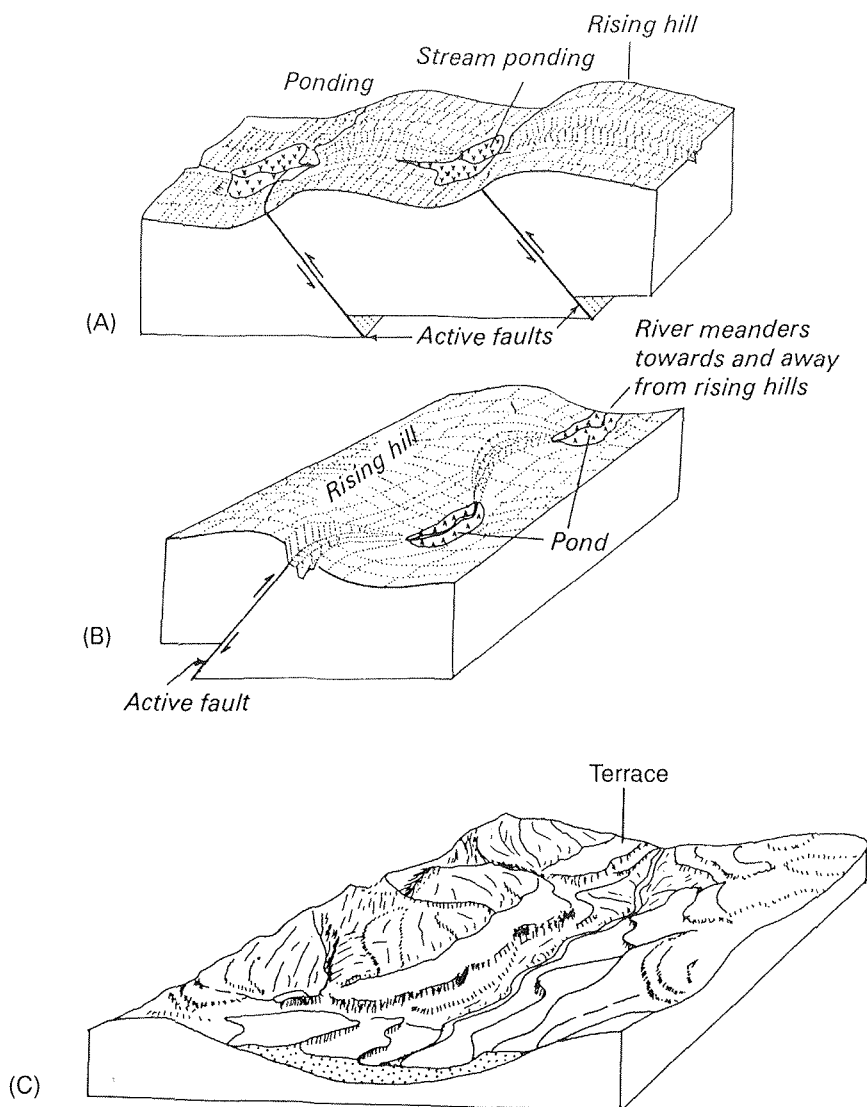 Rising hill
Stream ponding
Ponding
(A)
Active faults
River meanders
towards and away
from rising hills
Rising hill
Pond
(B)
Active fault
Terrace
(C)